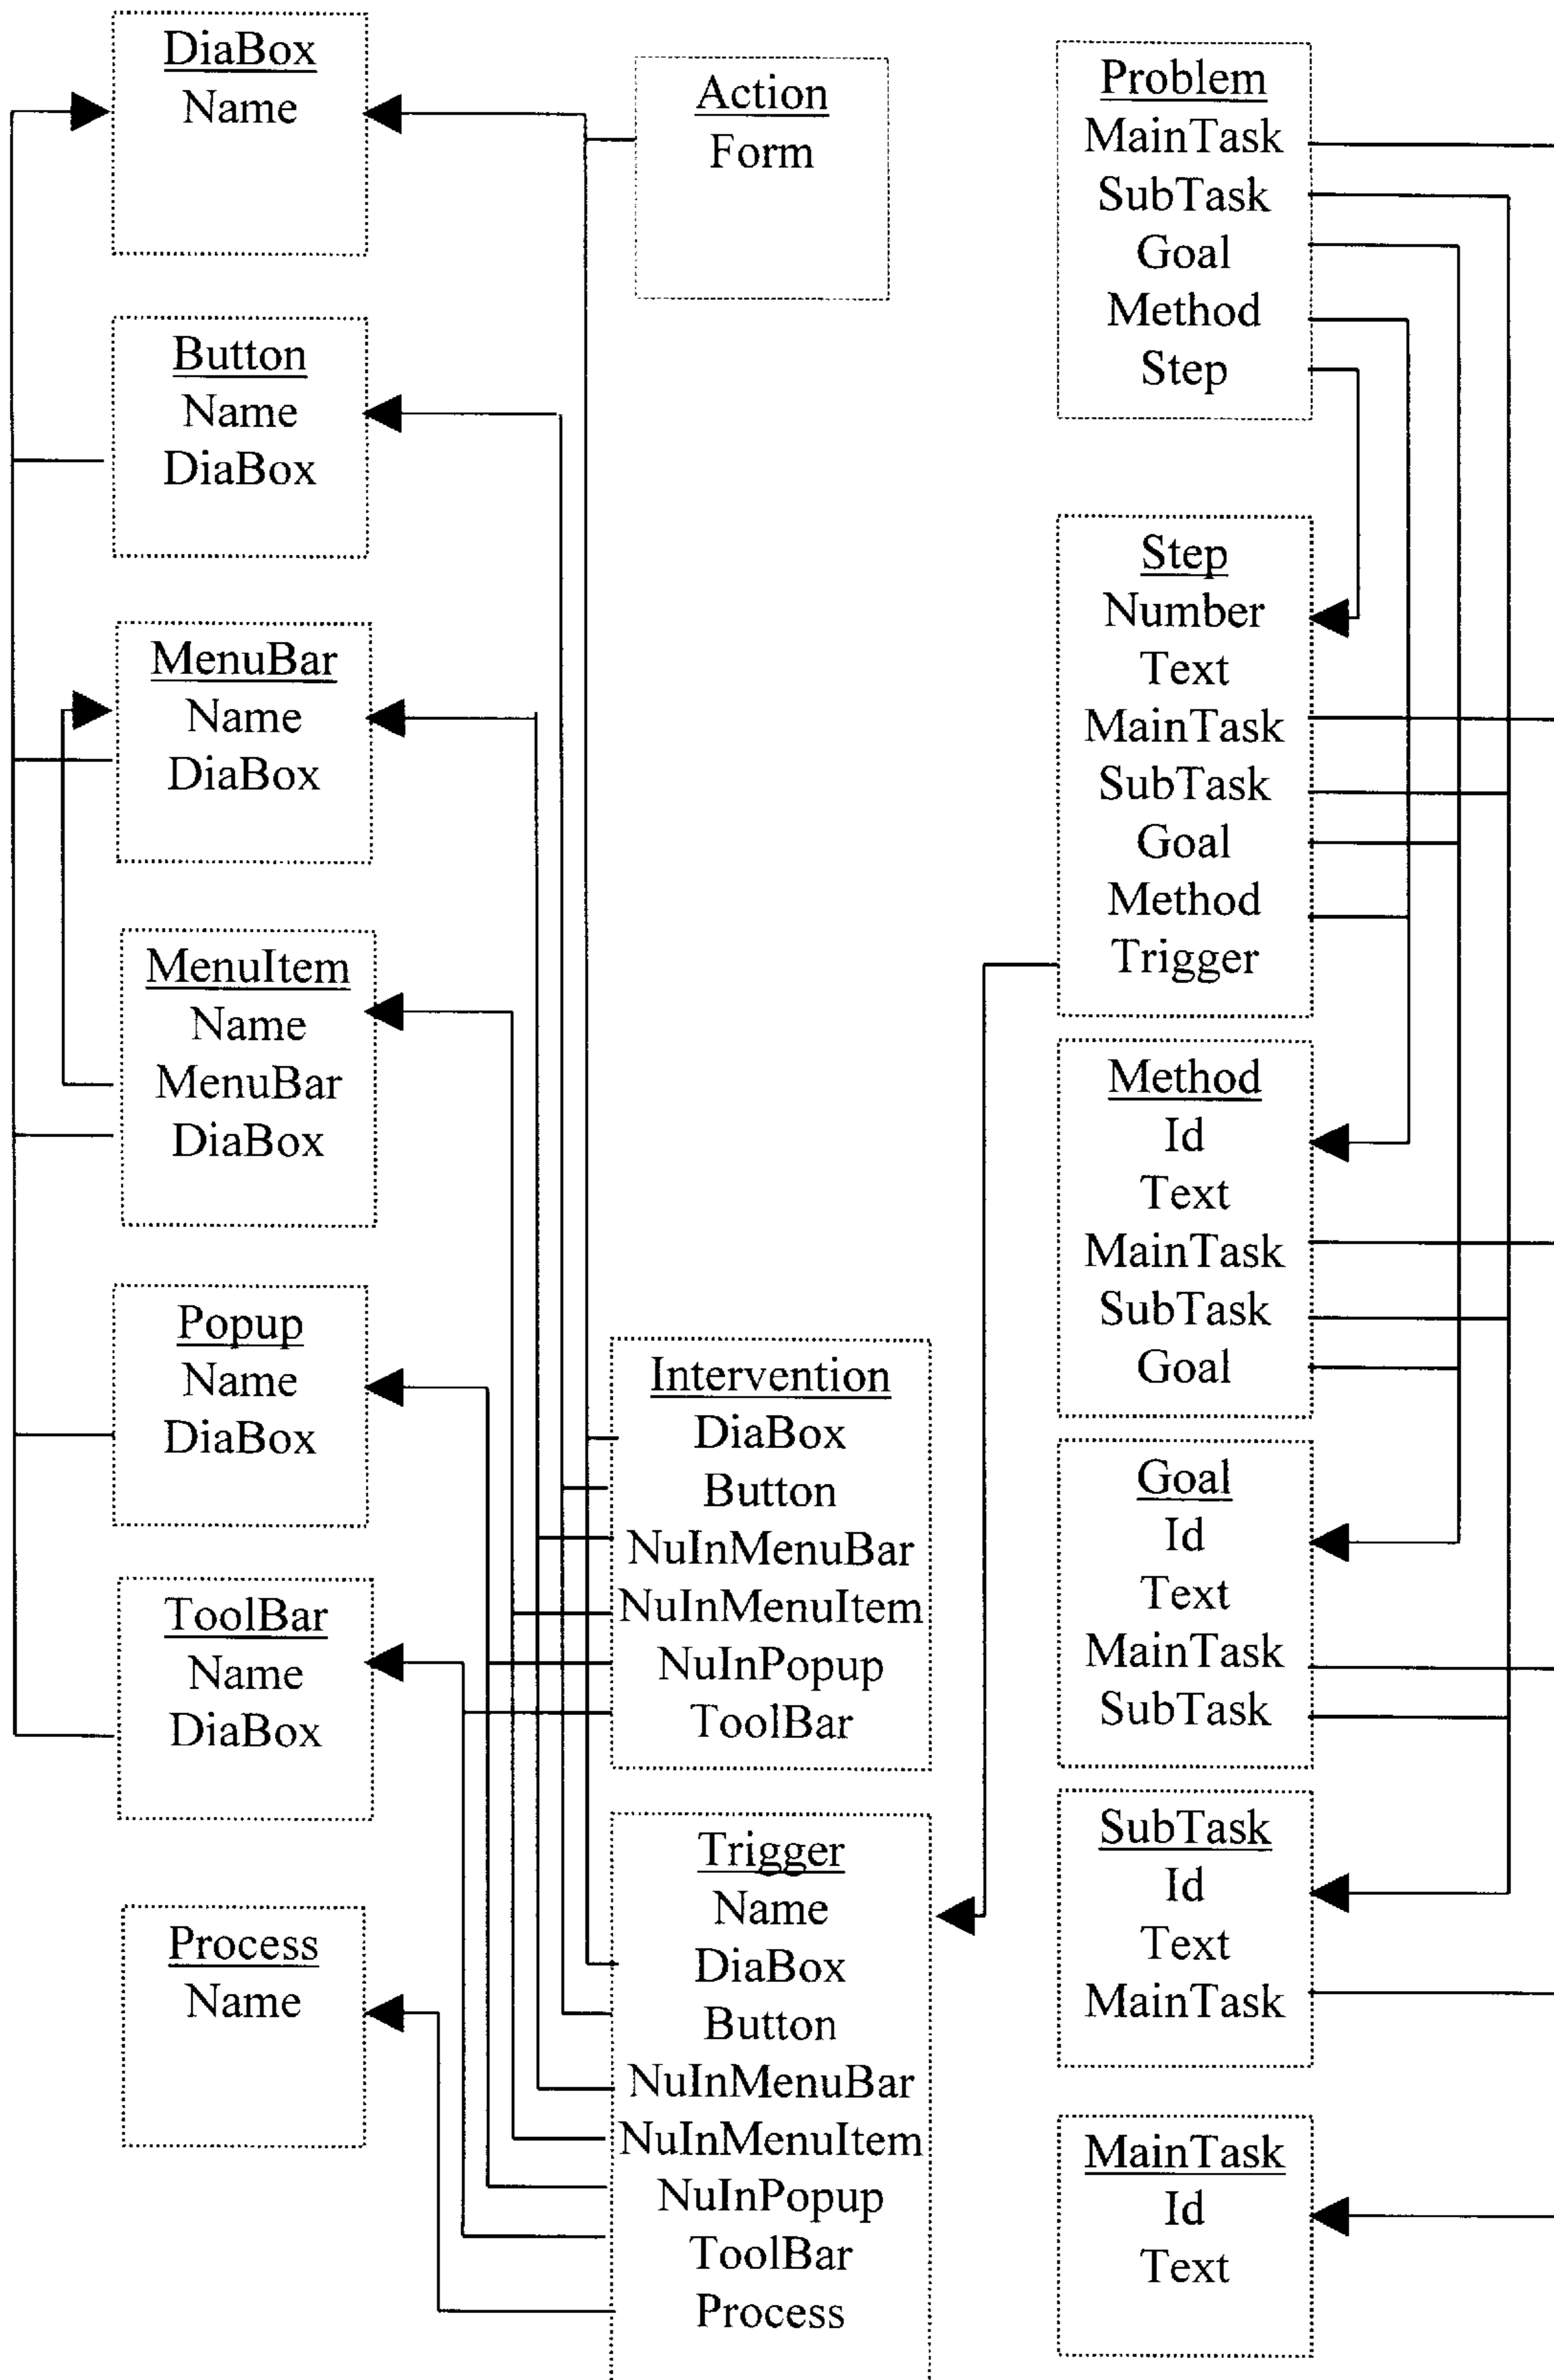 DiaBox
Name
Button
Name
DiaBox
MenuBar
Name
DiaBox
MenuItem
Name
MenuBar
DiaBox
Popup
Name
DiaBox
ToolBar
Name
DiaBox
Process
Name
Action
Form
Intervention
DiaBox
Button
NuInMenuBar
NuInMenuItem
NuInPopup
ToolBar
Trigger
Name
DiaBox
Button
NuInMenuBar
NuInMenuItem
NuInPopup
ToolBar
Process
Problem
MainTask
SubTask
Goal
Method
Step
Step
Number
Text
MainTask
SubTask
Goal
Method
Trigger
Method
Id
Text
MainTask
SubTask
Goal
Goal
Id
Text
MainTask
SubTask
SubTask
Id
Text
MainTask
MainTask
Id
Text